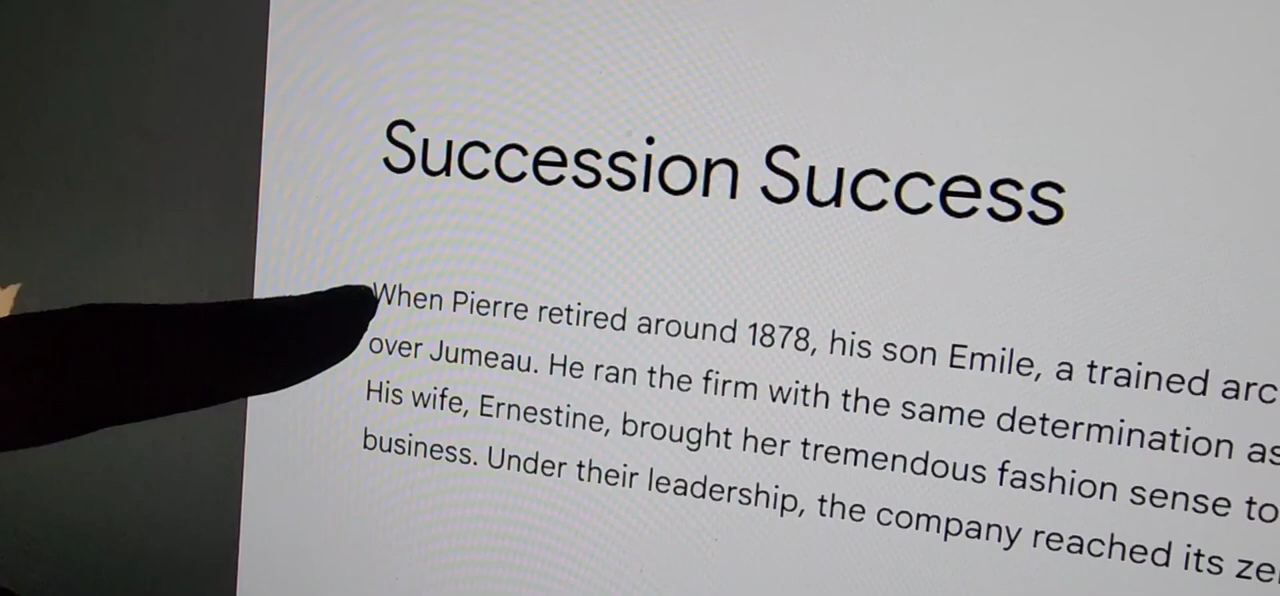 Succession Success
When Pierre retired around 1878, his son Emile, a trained
over Jumeau. He ran the firm with the same determination as
His wife, Ernestine, brought her tremendous fashion sense to
business. Under their leadership, the company reached its